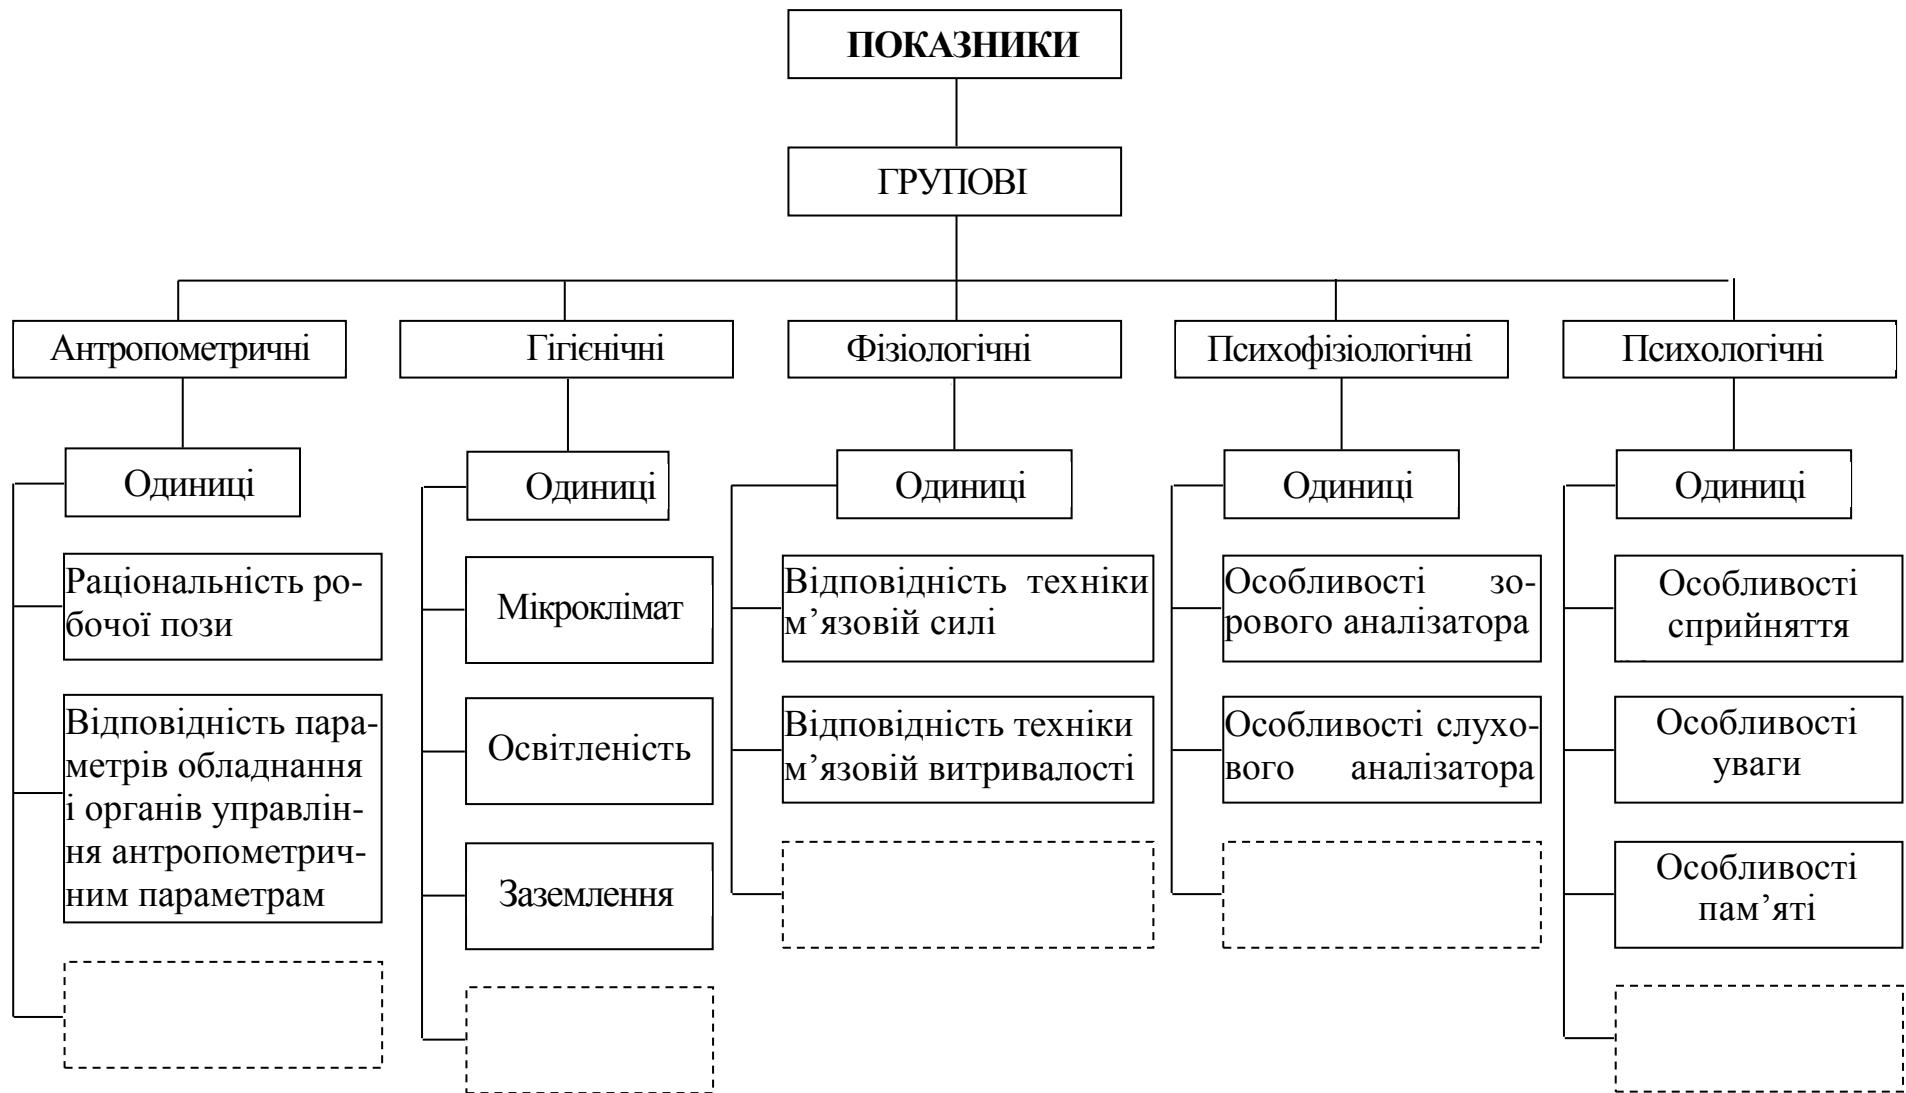 ПОКАЗНИКИ
ГРУПОВІ
Антропометричні
Гігієнічні
Фізіологічні
Психофізіологічні
Психологічні
Одиниці
Одиниці
Одиниці
Одиниці
Одиниці
Раціональність ро-
бочої пози
Відповідність пара-
метрів обладнання
і органів управлін-
ня антропометрич-
ним параметрам
Мікроклімат
Освітленість
Заземлення
Відповідність техніки
м’язовій силі
Відповідність техніки
м’язовій витривалості
Особливості зо-
рового аналізатора
Особливості слухо-
вого аналізатора
Особливості
сприйняття
Особливості
уваги
Особливості
пам’яті